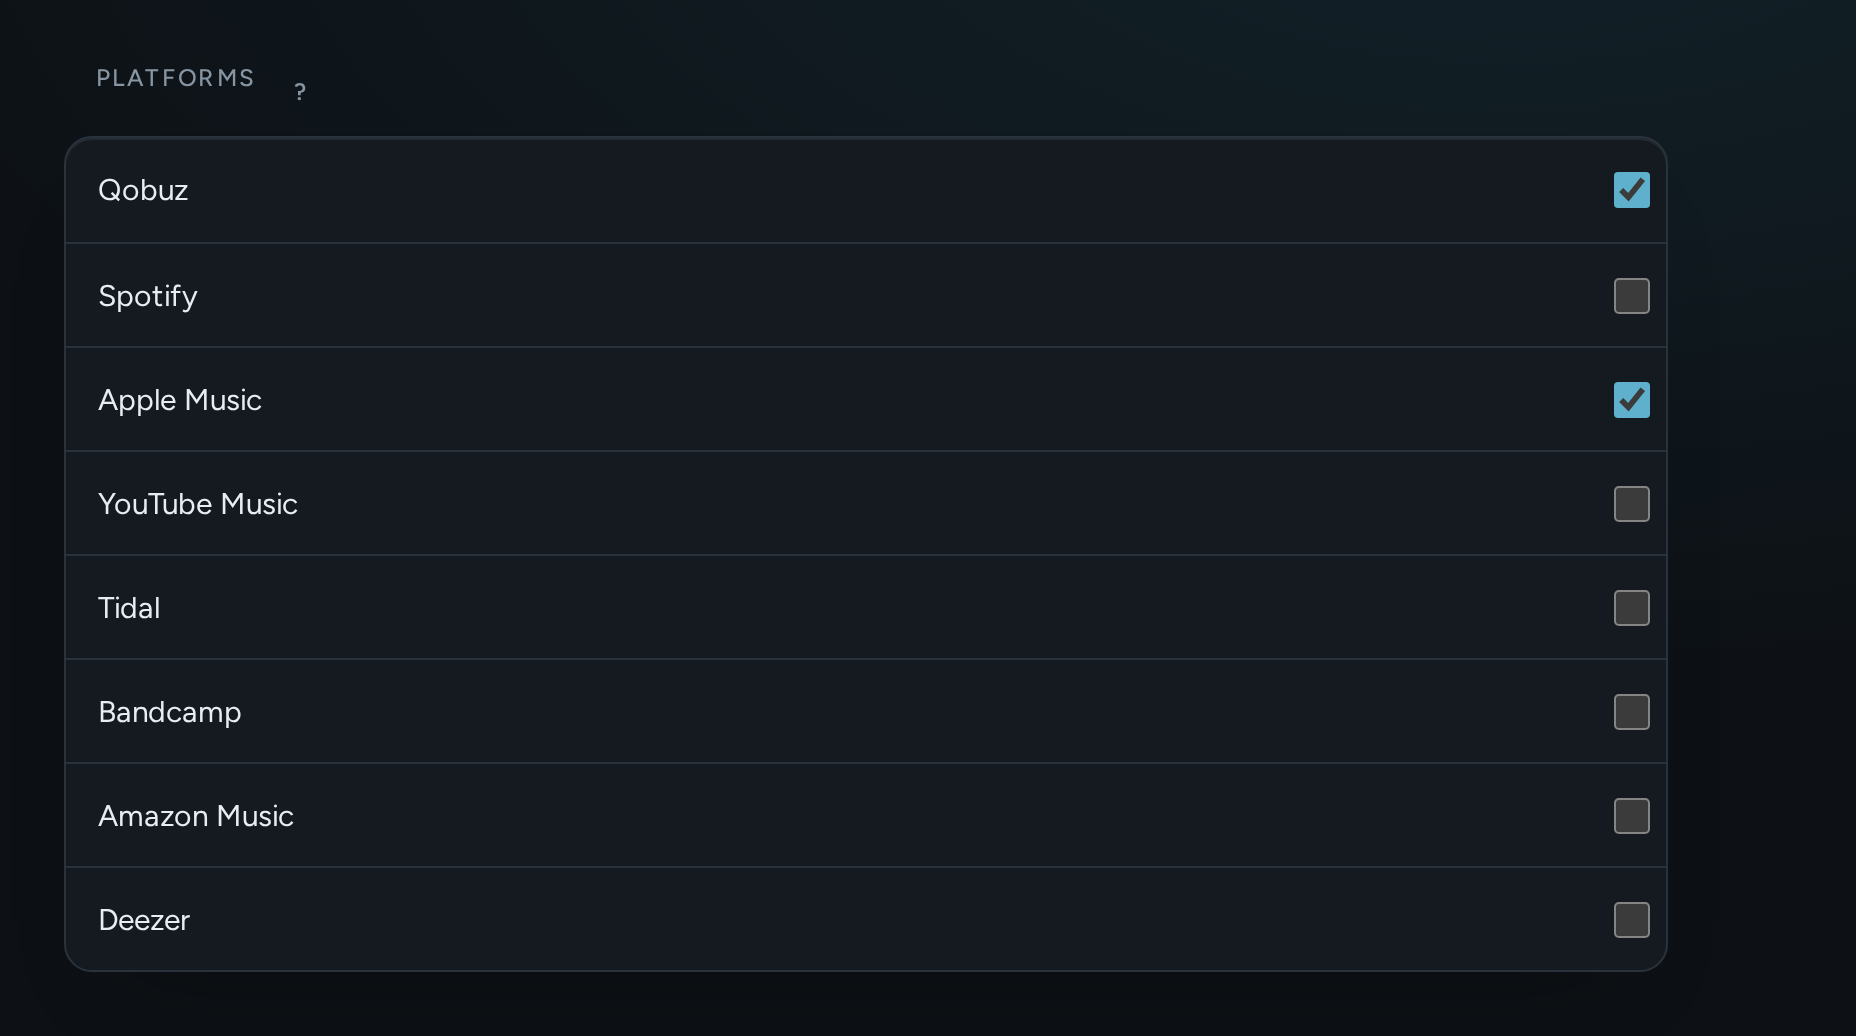 PLATFORMS ?
Qobuz
Spotify
Apple Music
YouTube Music
Tidal
Bandcamp
Amazon Music
Deezer